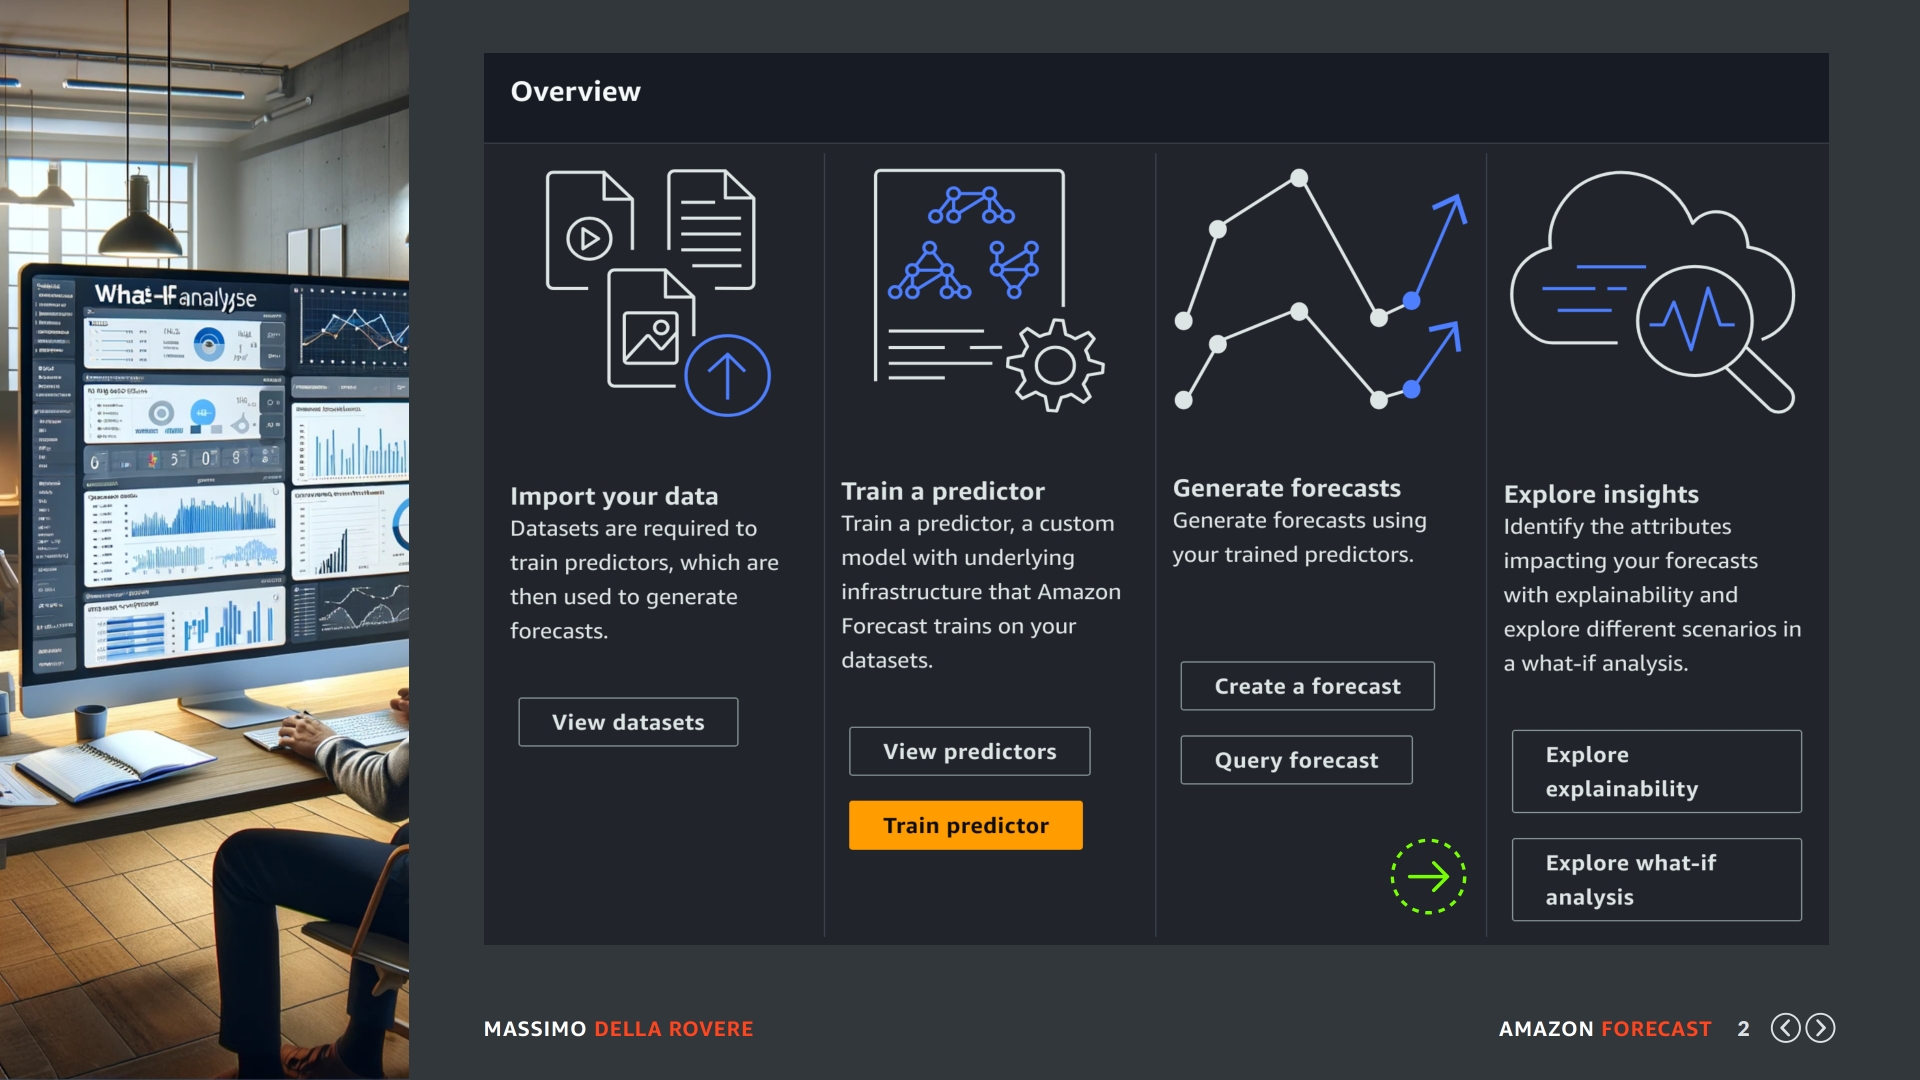 What-If analyse
Overview
Import your data
Datasets are required to
train predictors, which are
then used to generate
forecasts.
View datasets
Train a predictor
Train a predictor, a custom
model with underlying
infrastructure that Amazon
Forecast trains on your
datasets.
View predictors
Train predictor
Generate forecasts
Generate forecasts using
your trained predictors.
Create a forecast
Query forecast
Explore insights
Identify the attributes
impacting your forecasts
with explainability and
explore different scenarios in
a what-if analysis.
Explore
explainability
Explore what-if
analysis
MASSIMO DELLA ROVERE
AMAZON FORECAST 2